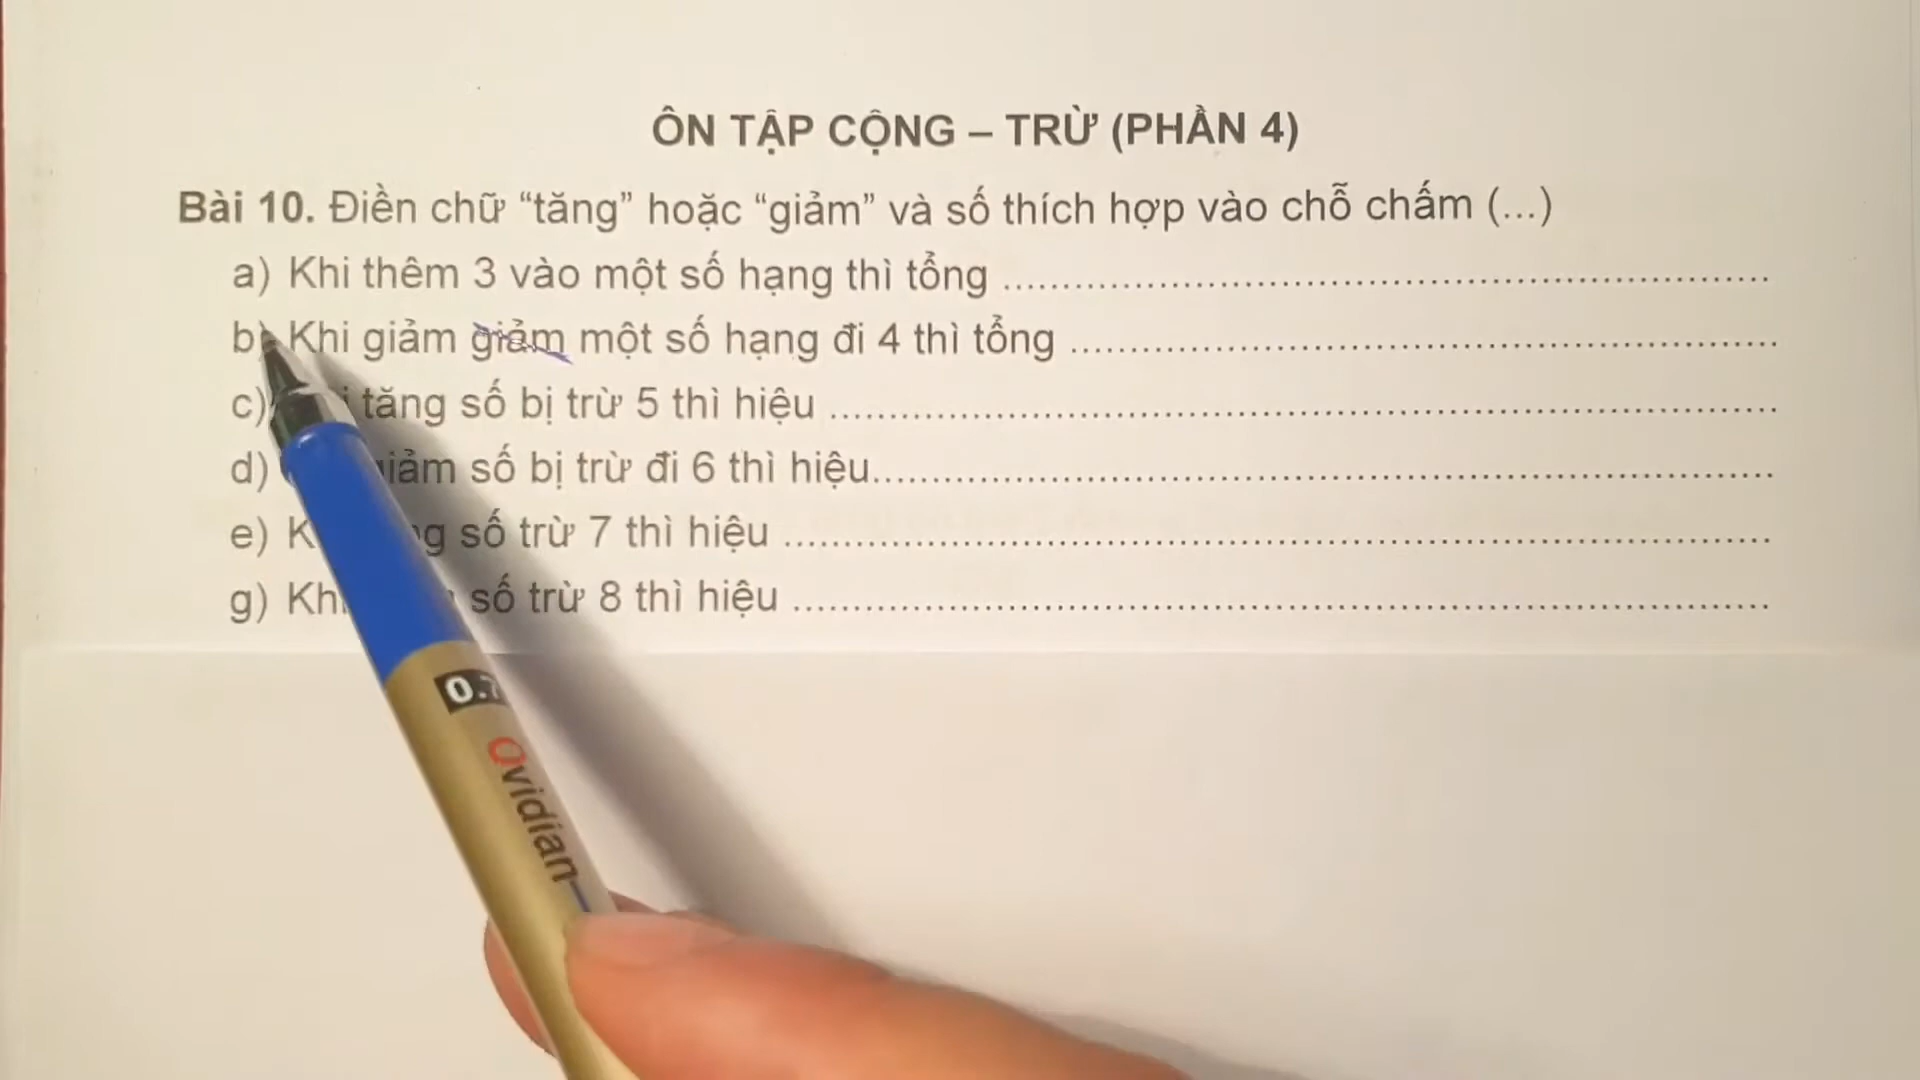 ÔN TẬP CỘNG – TRỪ (PHẦN 4)
Bài 10. Điền chữ “tăng” hoặc “giảm” và số thích hợp vào chỗ chấm (...)
a) Khi thêm 3 vào một số hạng thì tổng ........................................
b) Khi giảm giảm một số hạng đi 4 thì tổng ........................................
c) tăng số bị trừ 5 thì hiệu ........................................
d) giảm số bị trừ đi 6 thì hiệu........................................
e) số trừ 7 thì hiệu ........................................
g) Khi số trừ 8 thì hiệu ........................................
0.7
Ovidian